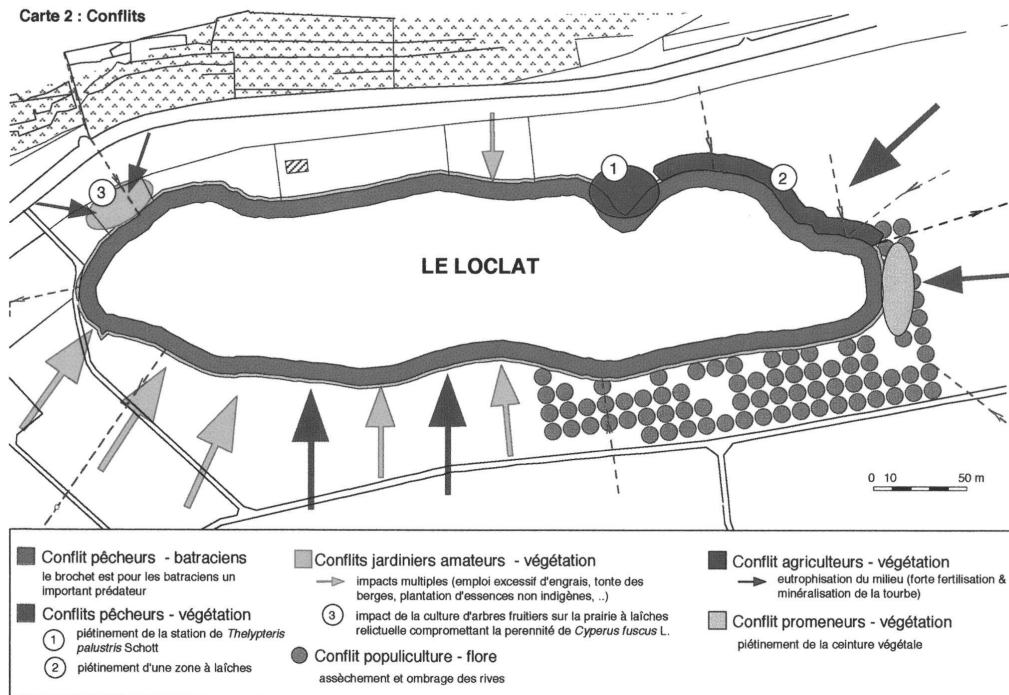 Carte 2 : Conflits
3
1
2
LE LOCLAT
0 10 50 m
Conflit pêcheurs - batraciens
le brochet est pour les batraciens un
important prédateur
Conflits pêcheurs - végétation
1 piétinement de la station de Thelypteris
palustris Schott
2 piétinement d'une zone à laîches
Conflits jardiniers amateurs - végétation
impacts multiples (emploi excessif d'engrais, tonte des
berges, plantation d'essences non indigènes, ..)
3 impact de la culture d'arbres fruitiers sur la prairie à laîches
relictuelle compromettant la perennité de Cyperus fuscus L.
Conflit populiculture - flore
assèchement et ombrage des rives
Conflit agriculteurs - végétation
eutrophisation du milieu (forte fertilisation &
minéralisation de la tourbe)
Conflit promeneurs - végétation
piétinement de la ceinture végétale